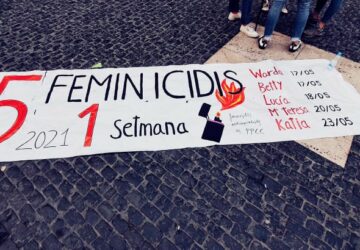 5 FEMINICIDIS
2021 1 Setmana
Warda 17/05
Betty 17/05
Lucía 18/05
M Teresa 20/05
Katia 23/05